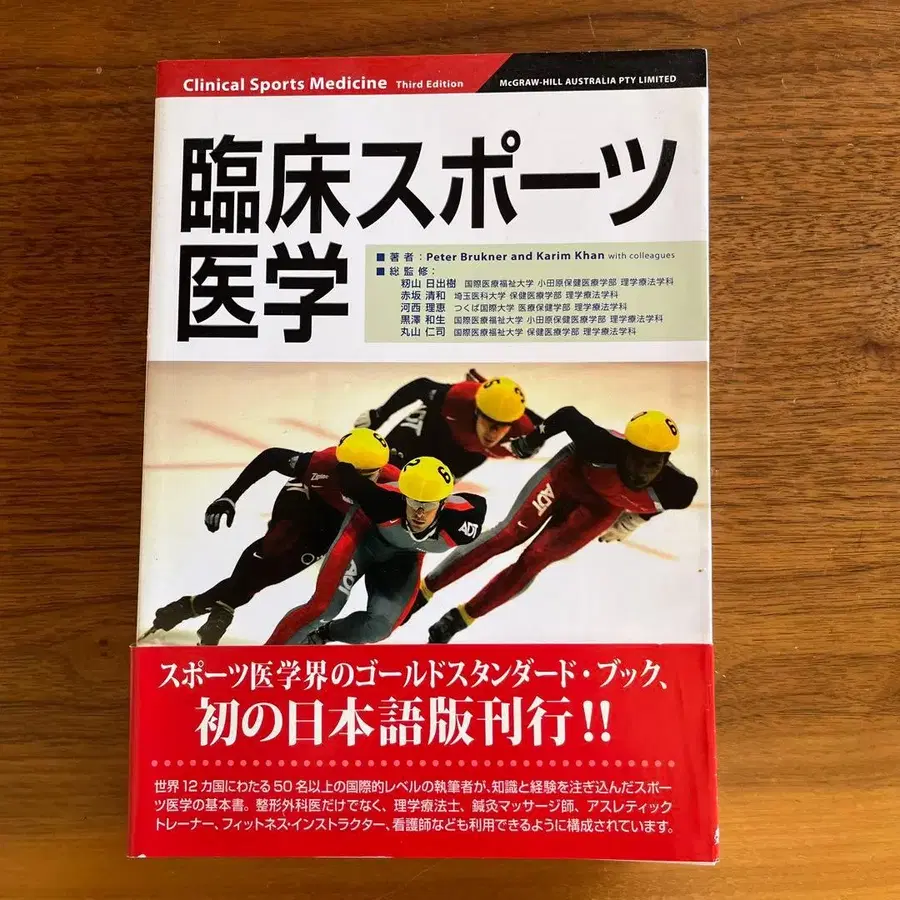 Clinical Sports Medicine Third Edition
McGRAW-HILL AUSTRALIA PTY LIMITED
臨床スポーツ
医学
■ 著者：Peter Brukner and Karim Khan with colleagues
■ 総監修：
籾山 日出樹 国際医療福祉大学 小田原保健医療学部 理学療法学科
赤坂 清和 埼玉医科大学 保健医療学部 理学療法学科
河西 理恵 つくば国際大学 医療保健学部 理学療法学科
黒澤 和生 国際医療福祉大学 小田原保健医療学部 理学療法学科
丸山 仁司 国際医療福祉大学 保健医療学部 理学療法学科
ADT
ADT
ADT
ADT
スポーツ医学界のゴールドスタンダード・ブック、
初の日本語版刊行!!
世界12カ国にわたる50名以上の国際的レベルの執筆者が、知識と経験を注ぎ込んだスポー
ツ医学の基本書。整形外科医だけでなく、理学療法士、鍼灸マッサージ師、アスレティック
トレーナー、フィットネス・インストラクター、看護師なども利用できるように構成されています。